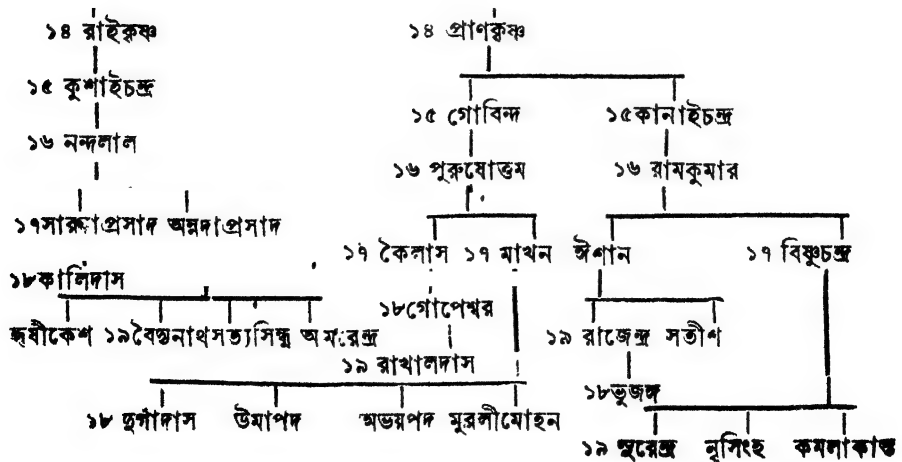 ১৪ রাইকৃষ্ণ ১৪ প্রাণকৃষ্ণ
১৫ কুশাইচন্দ্র
১৫ গোবিন্দ ১৫কানাইচন্দ্র
১৬ নন্দলাল
১৬ পুরুষোত্তম ১৬ রামকুমার
১৭সারদাপ্রসাদ অন্নদাপ্রসাদ
১৭ কৈলাস ১৭ মাখন ঈশান ১৭ বিষ্ণুচন্দ্র
১৮কালিদাস
১৮গোপেশ্বর
হৃষীকেশ ১৯বৈদ্যনাথ সত্যসিন্ধু অমরেন্দ্র ১৯ রাজেন্দ্র সতীশ
১৯ রাখালদাস
১৮ভুজঙ্গ
১৮ দুর্গাদাস উমাপদ অভয়পদ মুরলীমোহন
১৯ সুরেন্দ্র নৃসিংহ কমলাকান্ত